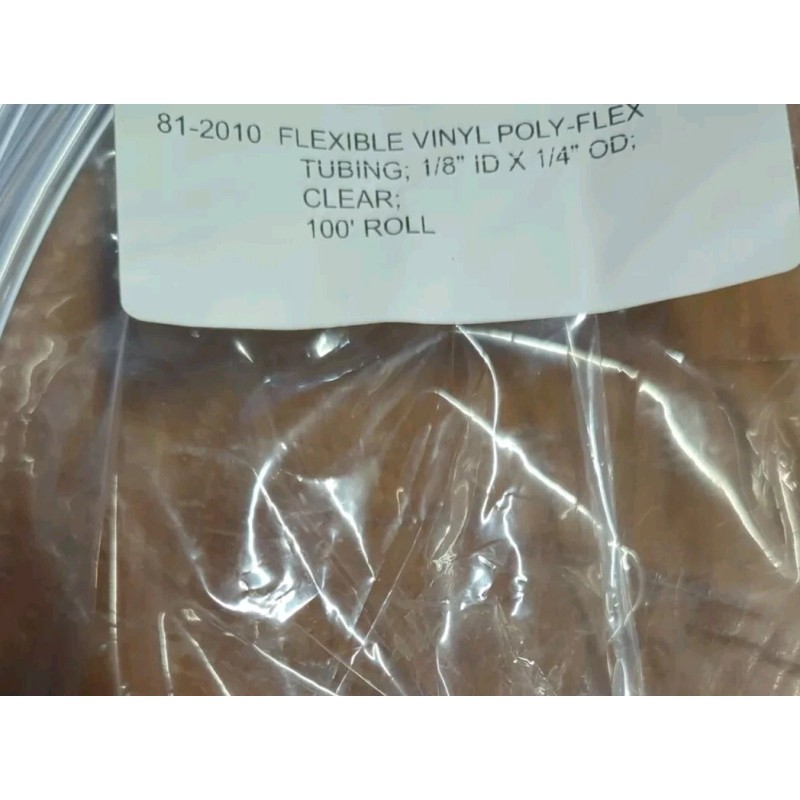 81-2010 FLEXIBLE VINYL POLY-FLEX
TUBING; 1/8" ID X 1/4" OD;
CLEAR;
100' ROLL